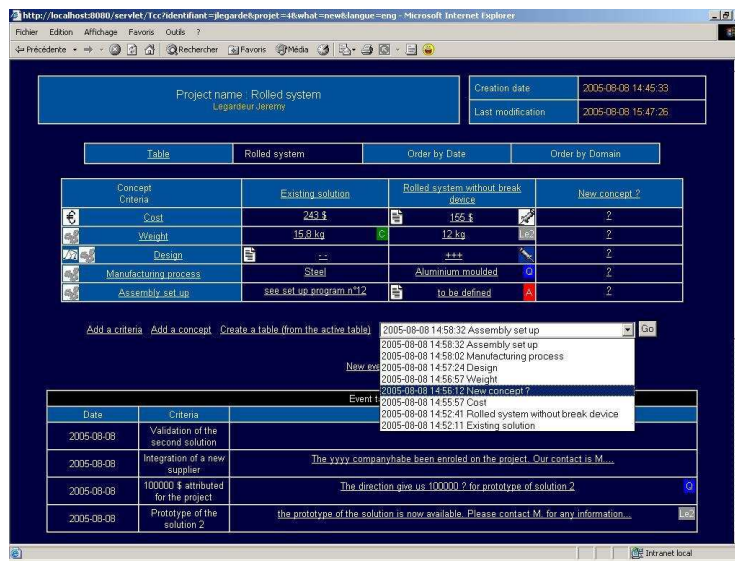 http://localhost:8080/servlet/Tcc?identifiant=jlegarde&projet=4&what=new&langue=eng - Microsoft Internet Explorer
Fichier Edition Affichage Favoris Outils ?
Précédente Rechercher Favoris Média
Project name : Rolled system
Legardeur Jeremy
Creation date 2005-08-08 14:45:33
Last modification 2005-08-08 15:47:26
Table Rolled system Order by Date Order by Domain
Concept
Criteria
Existing solution
Rolled system without break device
New concept ?
€ Cost 243 $ 155 $ ?
Weight 15,8 kg C 12 kg Le2 ?
Design - - +++ ?
Manufacturing process Steel Aluminium moulded Q ?
Assembly set up see set up program n°12 to be defined A ?
Add a criteria Add a concept Create a table (from the active table) 2005-08-08 14:58:32 Assembly set up Go
2005-08-08 14:58:32 Assembly set up
2005-08-08 14:58:02 Manufacturing process
2005-08-08 14:57:24 Design
2005-08-08 14:56:57 Weight
2005-08-08 14:56:12 New concept ?
2005-08-08 14:55:57 Cost
2005-08-08 14:52:41 Rolled system without break device
2005-08-08 14:52:11 Existing solution
New
Event
Date Criteria
2005-08-08 Validation of the second solution
2005-08-08 Integration of a new supplier The yyyy companyhabe been enroled on the project. Our contact is M....
2005-08-08 100000 $ attributed for the project The direction give us 100000 ? for prototype of solution 2 Q
2005-08-08 Prototype of the solution 2 the prototype of the solution is now available. Please contact M. for any information... Le2
Intranet local